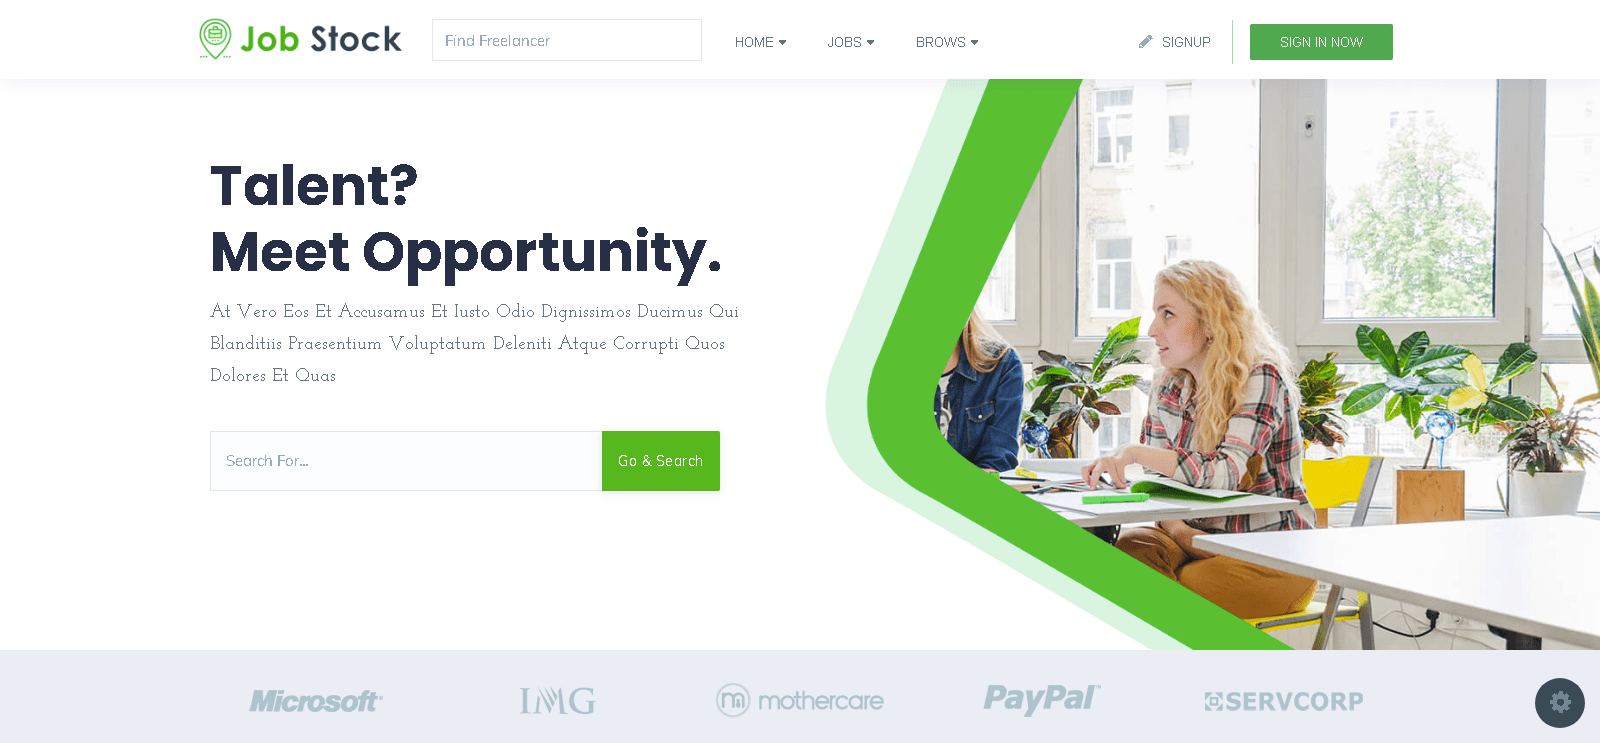 Job Stock
Find Freelancer
HOME
JOBS
BROWS
SIGNUP
SIGN IN NOW
Talent?
Meet Opportunity.
At Vero Eos Et Accusamus Et Iusto Odio Dignissimos Ducimus Qui
Blanditiis Praesentium Voluptatum Deleniti Atque Corrupti Quos
Dolores Et Quas
Search For...
Go & Search
Microsoft
IMG
m mothercare
PayPal™
SERVCORP